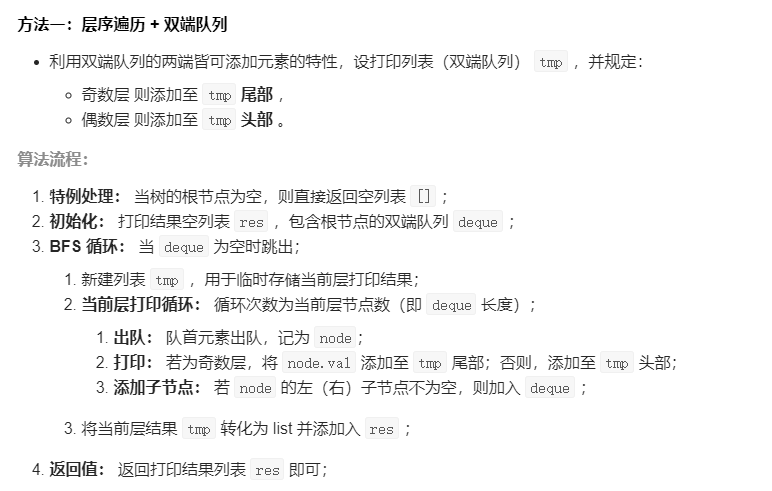 方法一：层序遍历 + 双端队列
利用双端队列的两端皆可添加元素的特性，设打印列表（双端队列） tmp ，并规定：
奇数层 则添加至 tmp 尾部 ，
偶数层 则添加至 tmp 头部 。
算法流程：
1. 特例处理： 当树的根节点为空，则直接返回空列表 [] ；
2. 初始化： 打印结果空列表 res ，包含根节点的双端队列 deque ；
3. BFS 循环： 当 deque 为空时跳出；
1. 新建列表 tmp ，用于临时存储当前层打印结果；
2. 当前层打印循环： 循环次数为当前层节点数（即 deque 长度）；
1. 出队： 队首元素出队，记为 node；
2. 打印： 若为奇数层，将 node.val 添加至 tmp 尾部；否则，添加至 tmp 头部；
3. 添加子节点： 若 node 的左（右）子节点不为空，则加入 deque ；
3. 将当前层结果 tmp 转化为 list 并添加入 res ；
4. 返回值： 返回打印结果列表 res 即可；